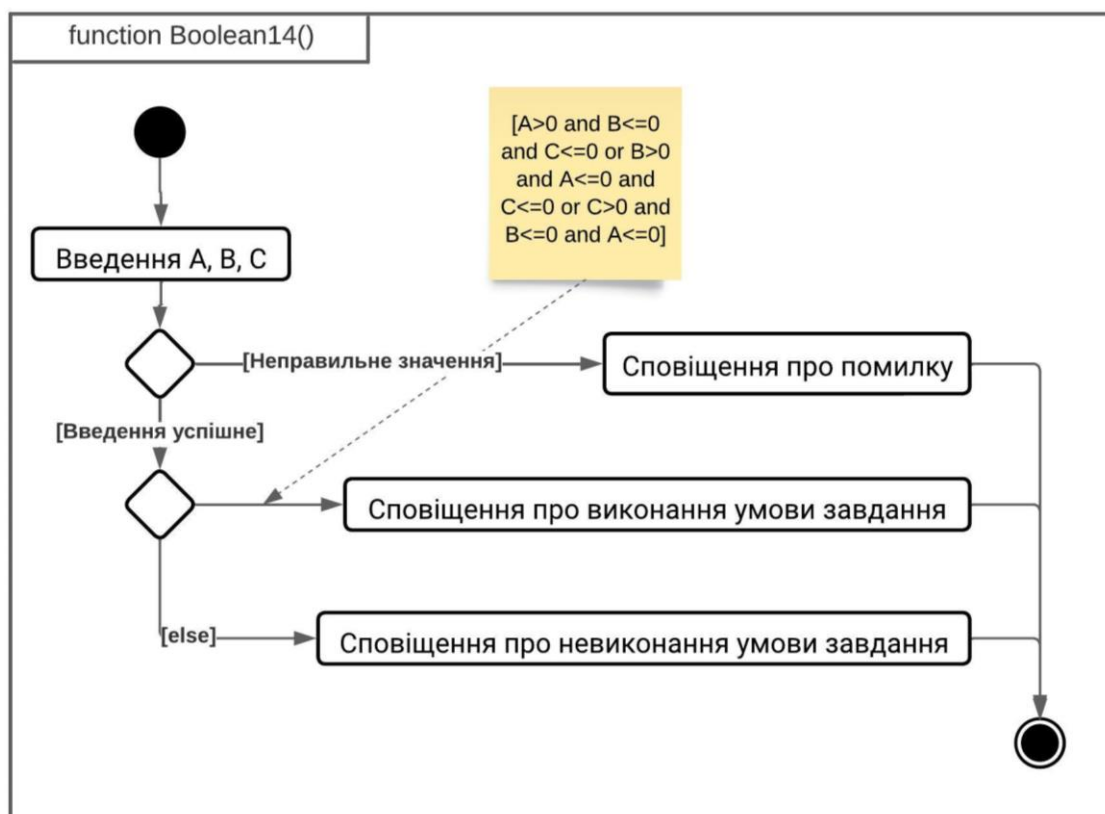 function Boolean14()
[A>0 and B<=0
and C<=0 or B>0
and A<=0 and
C<=0 or C>0 and
B<=0 and A<=0]
Введення A, B, C
[Неправильне значення]
Сповіщення про помилку
[Введення успішне]
Сповіщення про виконання умови завдання
[else]
Сповіщення про невиконання умови завдання